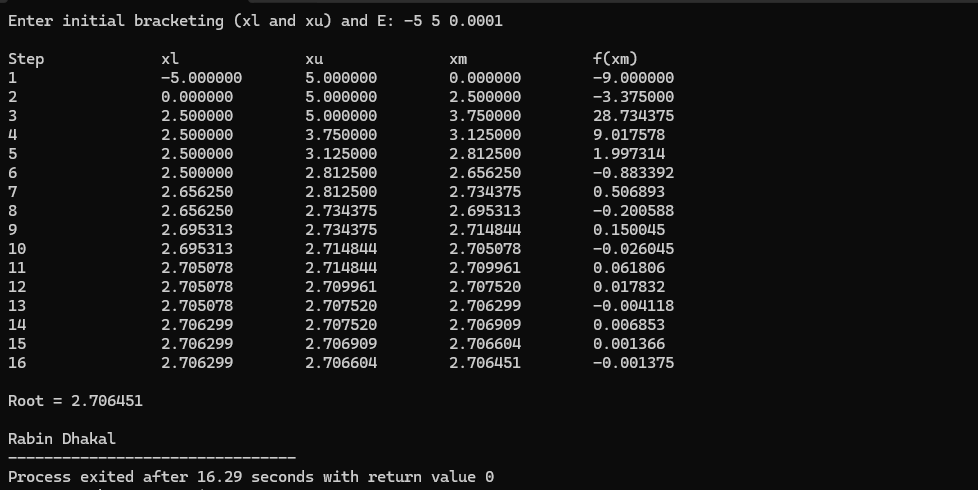 Enter initial bracketing (xl and xu) and E: -5 5 0.0001
Step xl xu xm f(xm)
1 -5.000000 5.000000 0.000000 -9.000000
2 0.000000 5.000000 2.500000 -3.375000
3 2.500000 5.000000 3.750000 28.734375
4 2.500000 3.750000 3.125000 9.017578
5 2.500000 3.125000 2.812500 1.997314
6 2.500000 2.812500 2.656250 -0.883392
7 2.656250 2.812500 2.734375 0.506893
8 2.656250 2.734375 2.695313 -0.200588
9 2.695313 2.734375 2.714844 0.150045
10 2.695313 2.714844 2.705078 -0.026045
11 2.705078 2.714844 2.709961 0.061806
12 2.705078 2.709961 2.707520 0.017832
13 2.705078 2.707520 2.706299 -0.004118
14 2.706299 2.707520 2.706909 0.006853
15 2.706299 2.706909 2.706604 0.001366
16 2.706299 2.706604 2.706451 -0.001375
Root = 2.706451
Rabin Dhakal
--------------------------------
Process exited after 16.29 seconds with return value 0